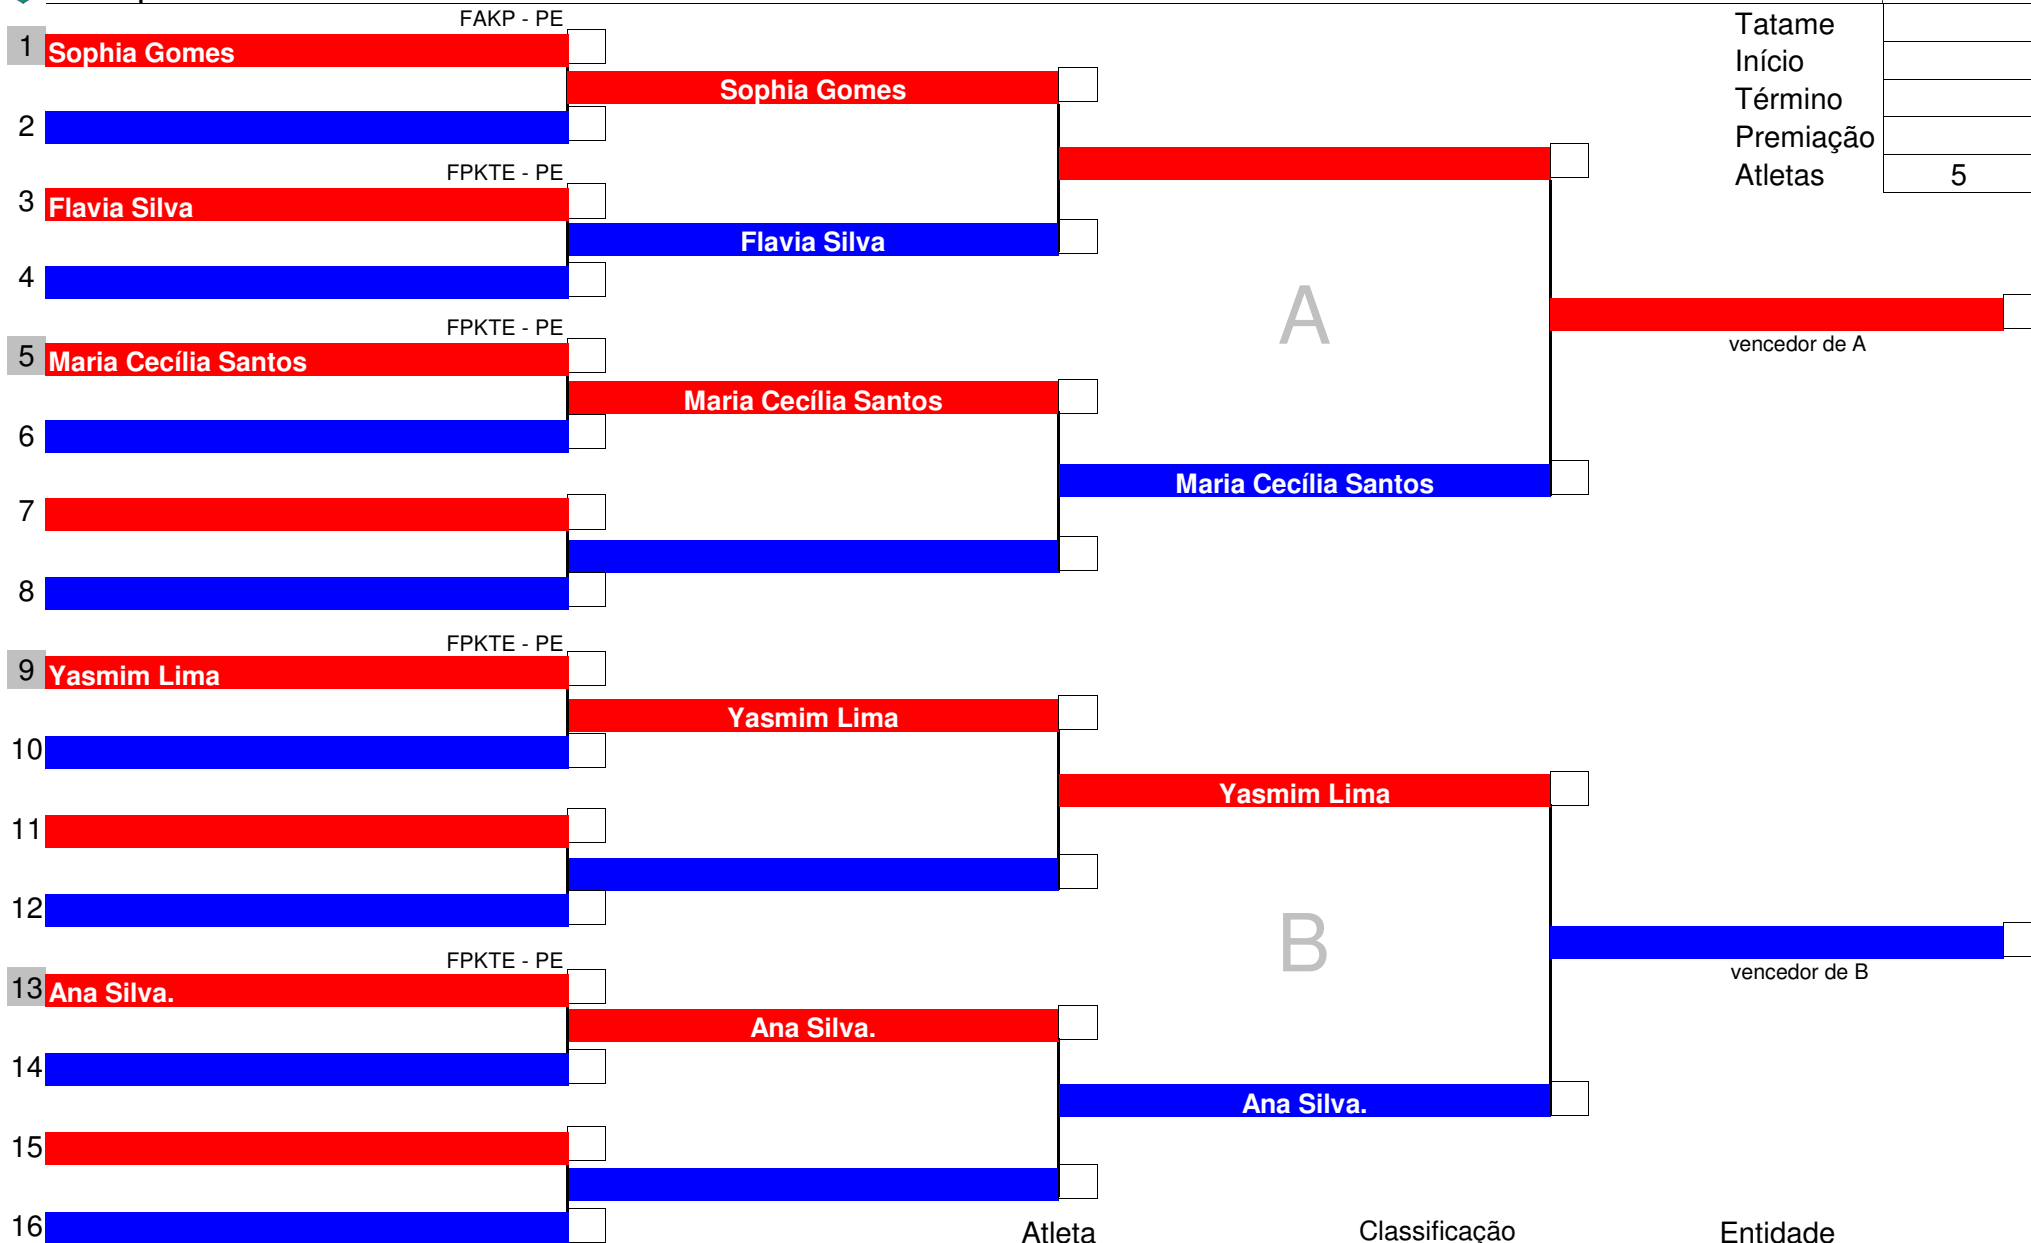 FAKP - PE
1 Sophia Gomes
Sophia Gomes
2
FPKTE - PE
3 Flavia Silva
Flavia Silva
4
FPKTE - PE
5 Maria Cecília Santos
Maria Cecília Santos
6
Maria Cecília Santos
7
8
A
vencedor de A
Tatame
Início
Término
Premiação
Atletas 5
FPKTE - PE
9 Yasmim Lima
Yasmim Lima
10
Yasmim Lima
11
12
B
vencedor de B
FPKTE - PE
13 Ana Silva.
Ana Silva.
14
Ana Silva.
15
16
Atleta Classificação Entidade